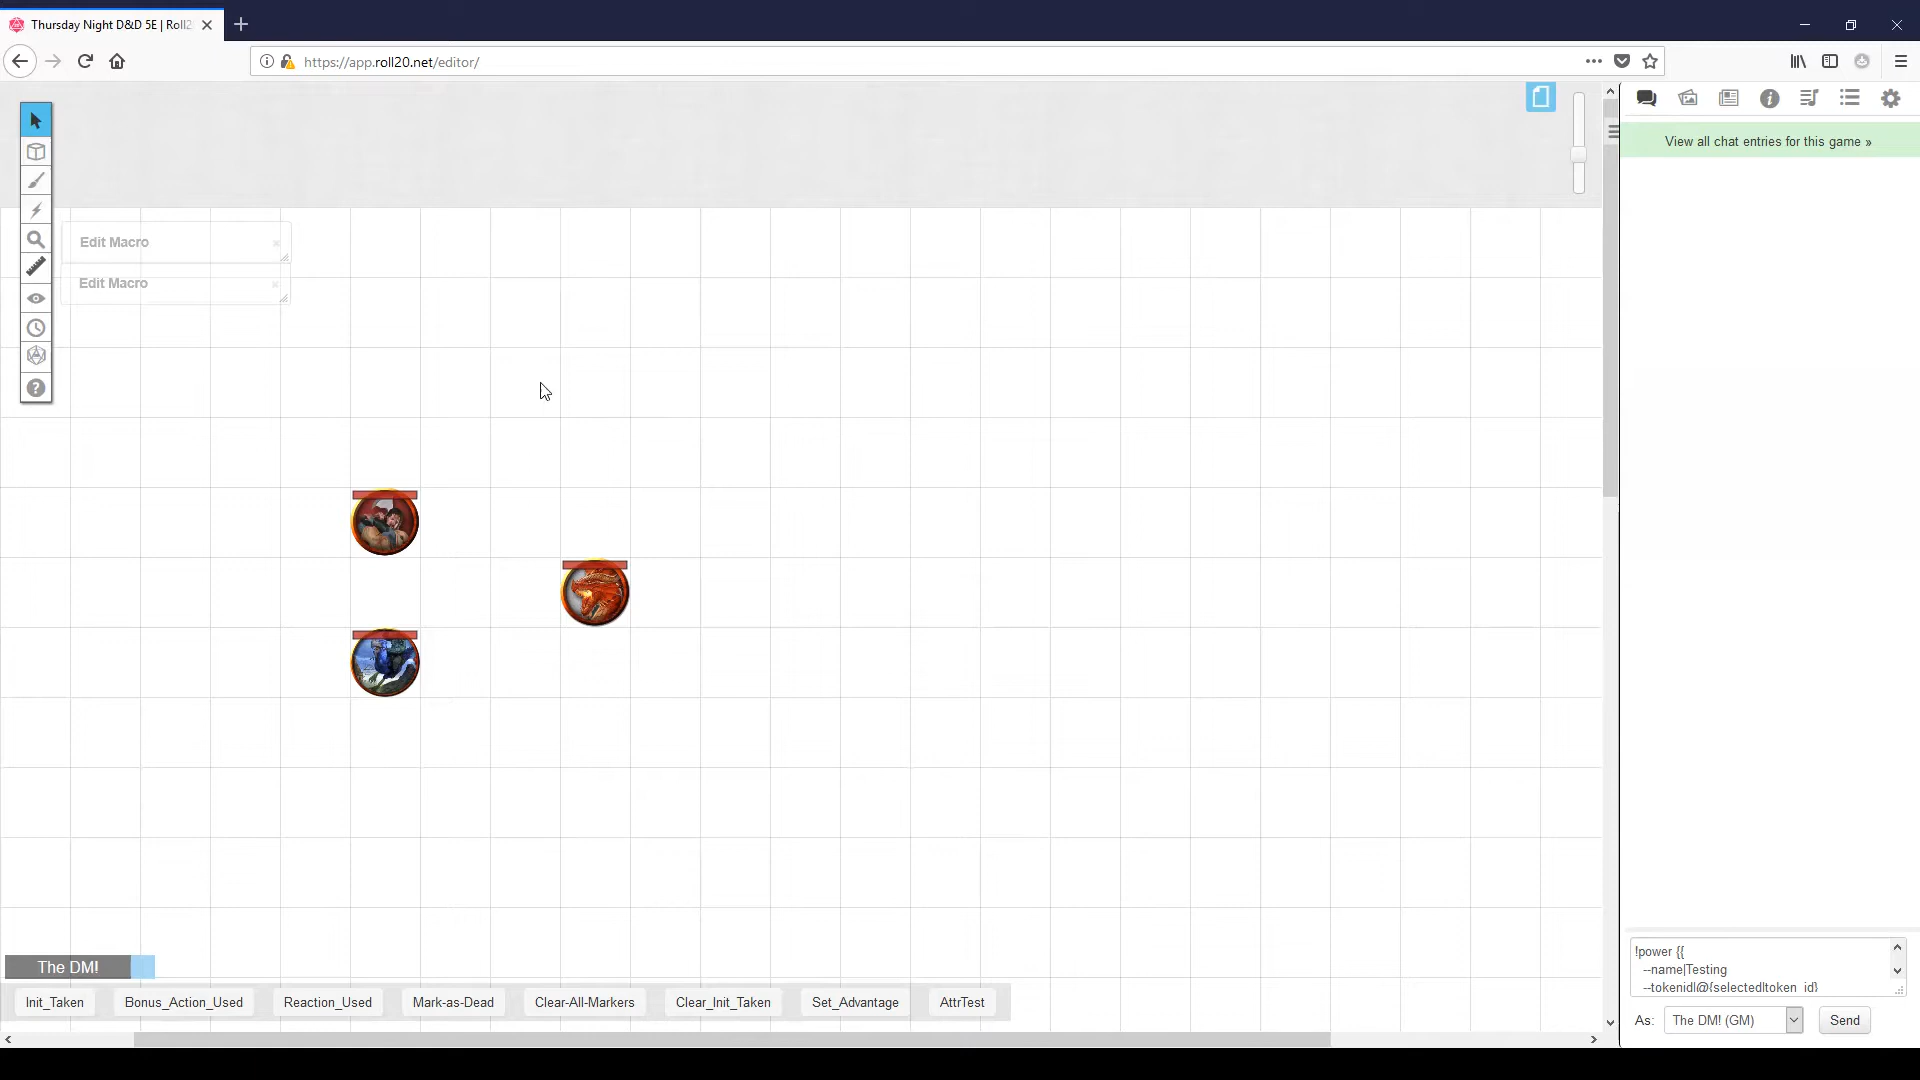 Thursday Night D&D 5E | Roll2
https://app.roll20.net/editor/
View all chat entries for this game »
Edit Macro
Edit Macro
The DM!
Init_Taken
Bonus_Action_Used
Reaction_Used
Mark-as-Dead
Clear-All-Markers
Clear_Init_Taken
Set_Advantage
AttrTest
!power {{
--name|Testing
--tokenid|@{selected|token_id}
As:
The DM! (GM)
Send